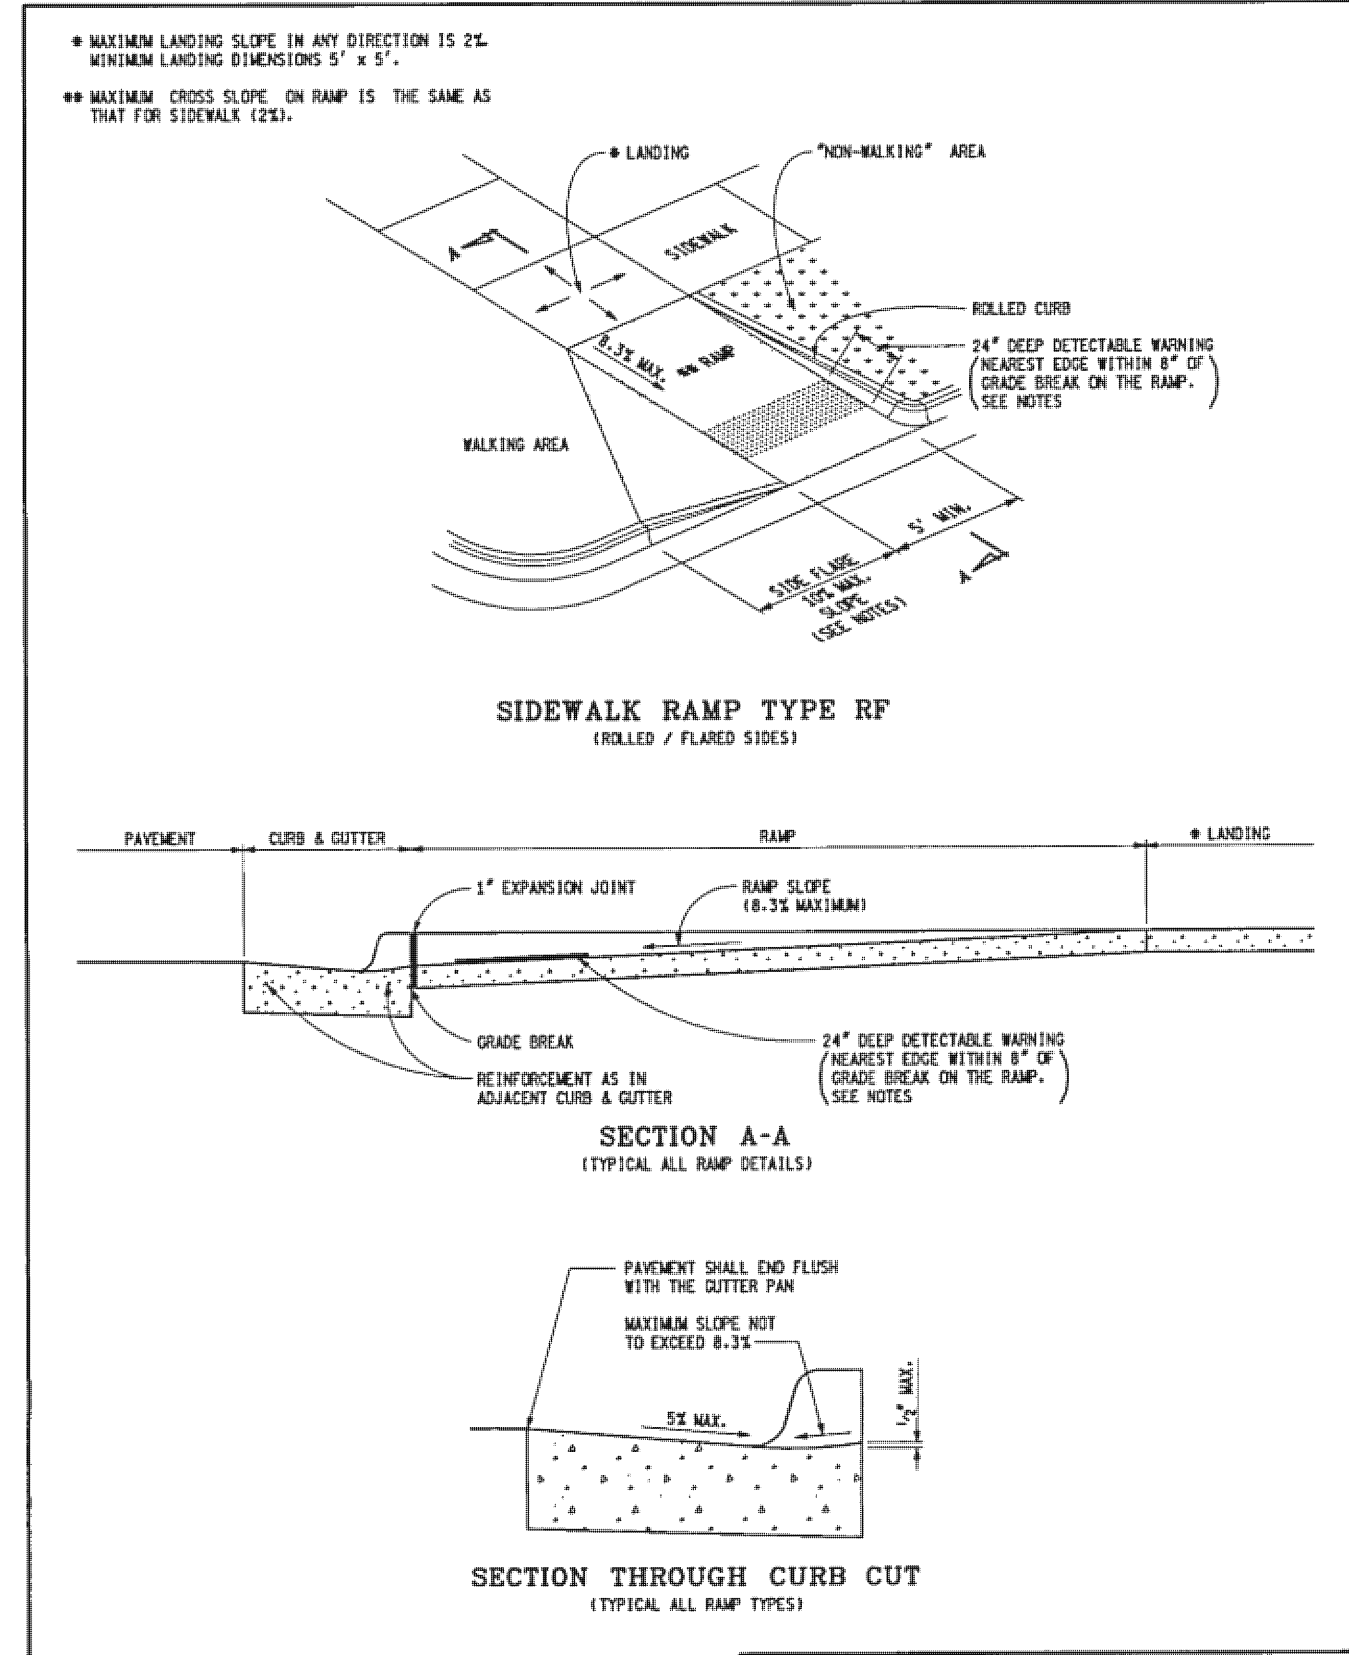 * MAXIMUM LANDING SLOPE IN ANY DIRECTION IS 2%.
MINIMUM LANDING DIMENSIONS 5' x 5'.
** MAXIMUM CROSS SLOPE ON RAMP IS THE SAME AS
THAT FOR SIDEWALK (2%).
* LANDING
"NON-WALKING" AREA
A
SIDEWALK
ROLLED CURB
8.3% MAX.
** RAMP
24" DEEP DETECTABLE WARNING
(NEAREST EDGE WITHIN 8" OF
GRADE BREAK ON THE RAMP.)
SEE NOTES
WALKING AREA
5' MIN.
A
SIDE FLARE
10% MAX.
SLOPE
(SEE NOTES)
SIDEWALK RAMP TYPE RF
(ROLLED / FLARED SIDES)
PAVEMENT
CURB & GUTTER
RAMP
* LANDING
1" EXPANSION JOINT
RAMP SLOPE
(8.3% MAXIMUM)
GRADE BREAK
REINFORCEMENT AS IN
ADJACENT CURB & GUTTER
24" DEEP DETECTABLE WARNING
(NEAREST EDGE WITHIN 8" OF
GRADE BREAK ON THE RAMP.)
SEE NOTES
SECTION A-A
(TYPICAL ALL RAMP DETAILS)
PAVEMENT SHALL END FLUSH
WITH THE GUTTER PAN
MAXIMUM SLOPE NOT
TO EXCEED 8.3%
5% MAX.
1/2" MAX.
SECTION THROUGH CURB CUT
(TYPICAL ALL RAMP TYPES)